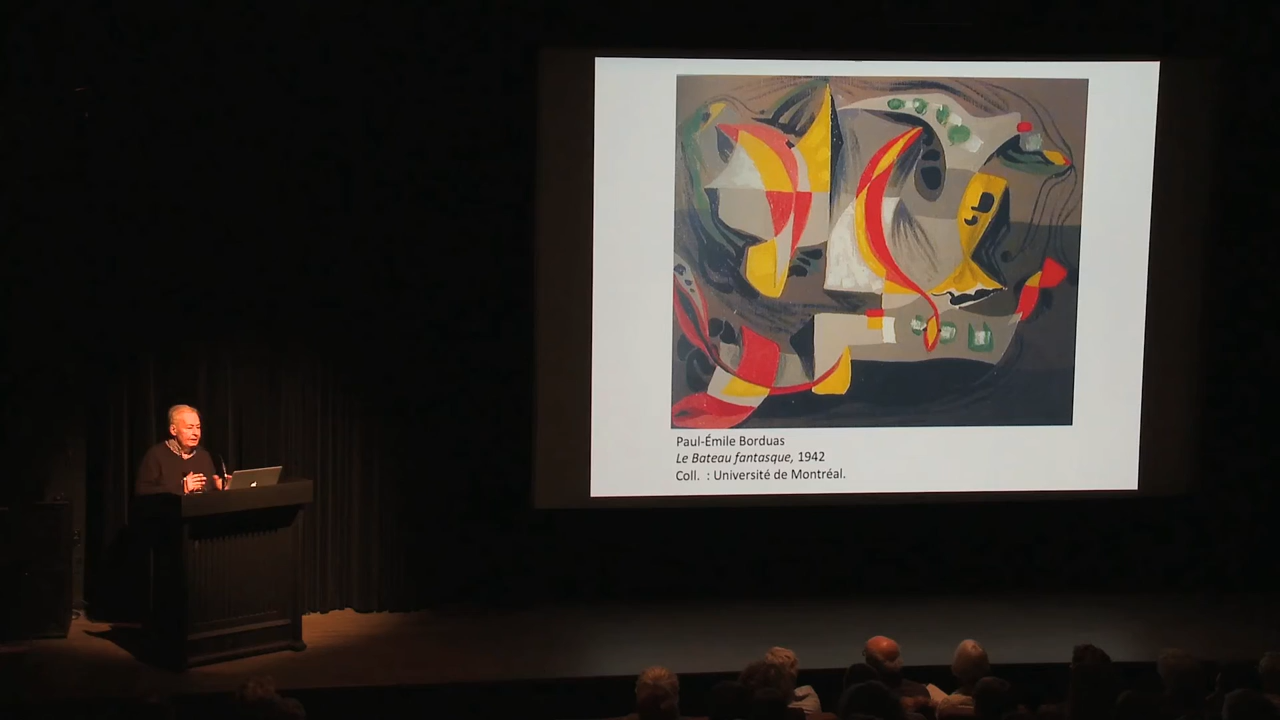 Paul-Émile Borduas
Le Bateau fantasque, 1942
Coll. : Université de Montréal.